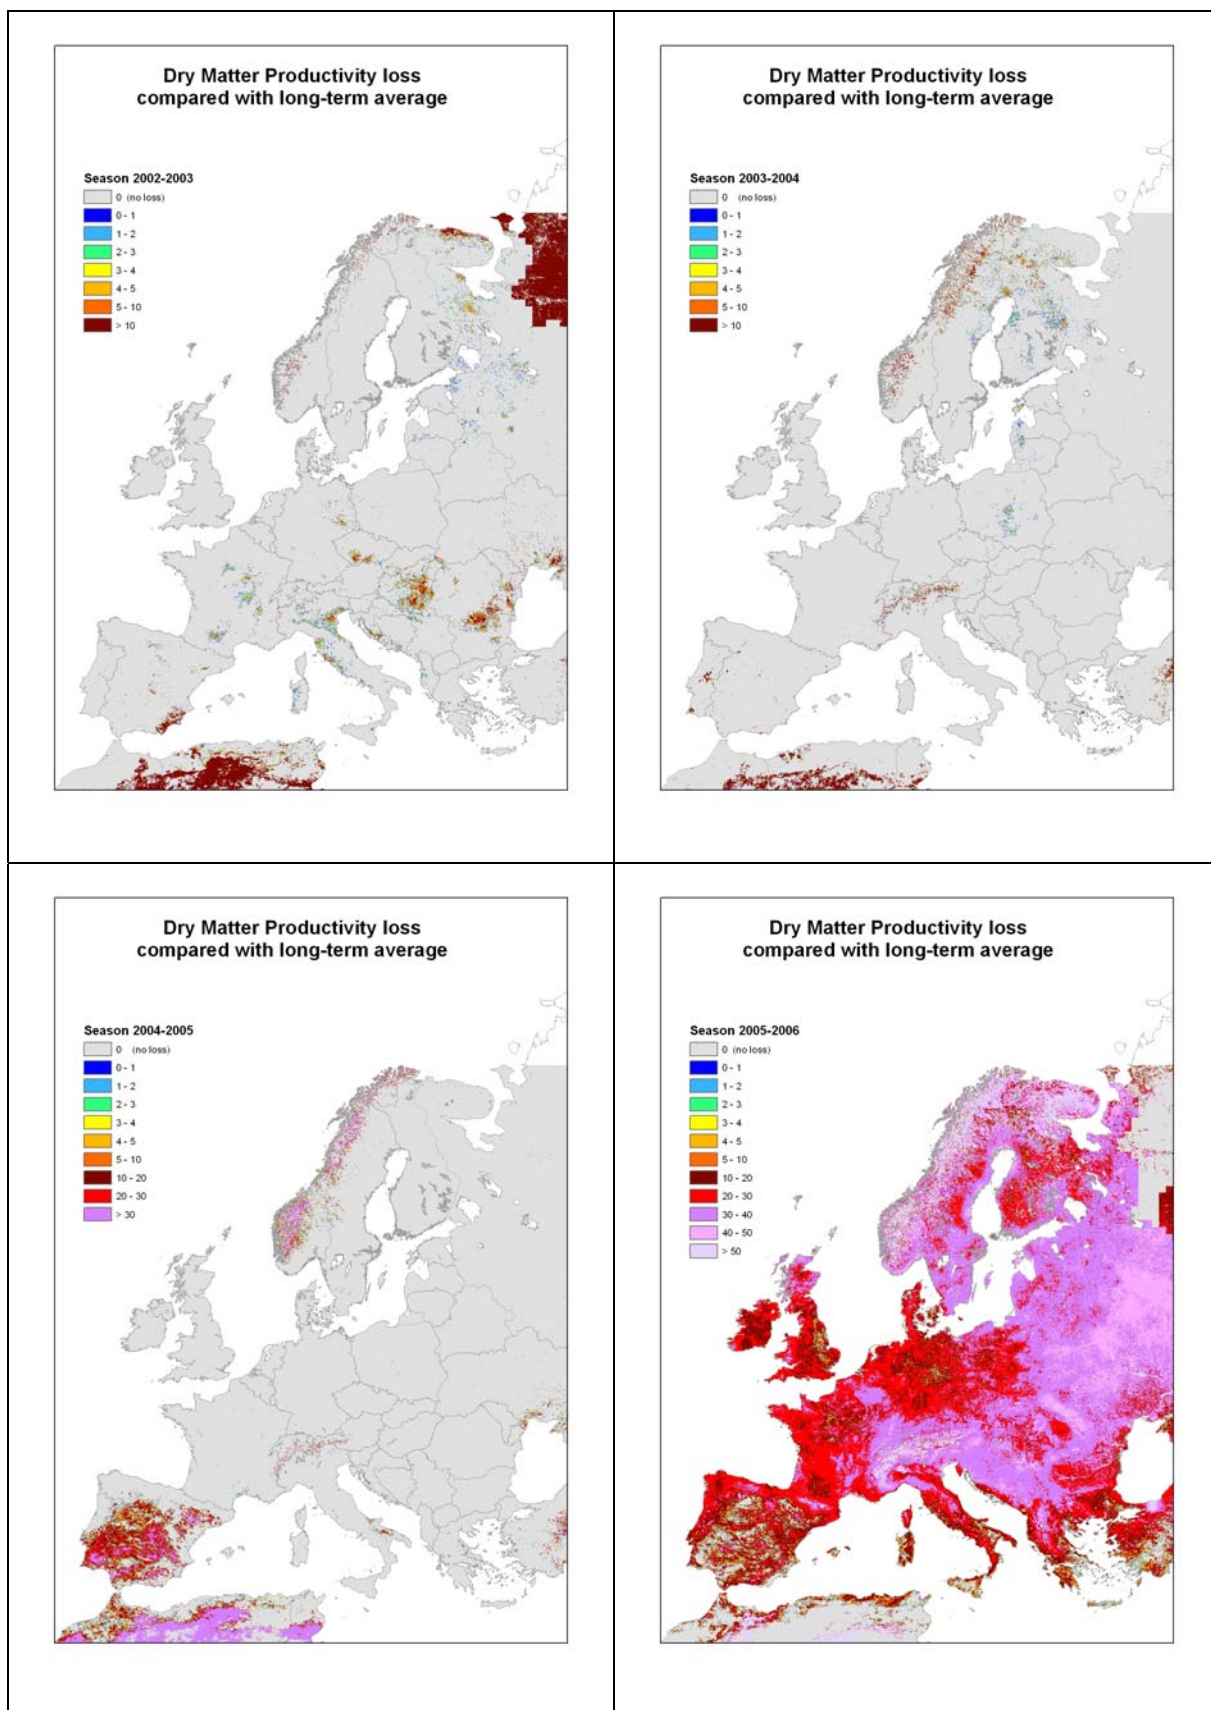 Dry Matter Productivity loss
compared with long-term average
Season 2002-2003
0 (no loss)
0 - 1
1 - 2
2 - 3
3 - 4
4 - 5
5 - 10
> 10
Dry Matter Productivity loss
compared with long-term average
Season 2003-2004
0 (no loss)
0 - 1
1 - 2
2 - 3
3 - 4
4 - 5
5 - 10
> 10
Dry Matter Productivity loss
compared with long-term average
Season 2004-2005
0 (no loss)
0 - 1
1 - 2
2 - 3
3 - 4
4 - 5
5 - 10
10 - 20
20 - 30
> 30
Dry Matter Productivity loss
compared with long-term average
Season 2005-2006
0 (no loss)
0 - 1
1 - 2
2 - 3
3 - 4
4 - 5
5 - 10
10 - 20
20 - 30
30 - 40
40 - 50
> 50